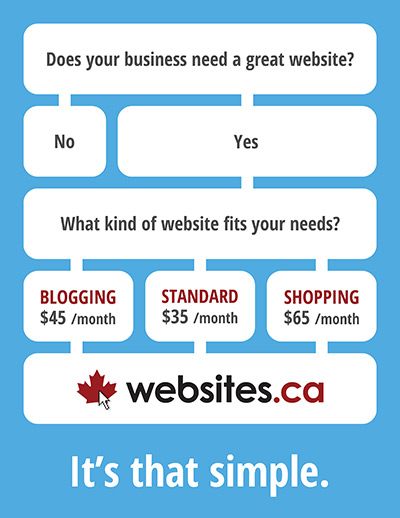 Does your business need a great website?
No
Yes
What kind of website fits your needs?
BLOGGING
$45 /month
STANDARD
$35 /month
SHOPPING
$65 /month
websites.ca
It's that simple.